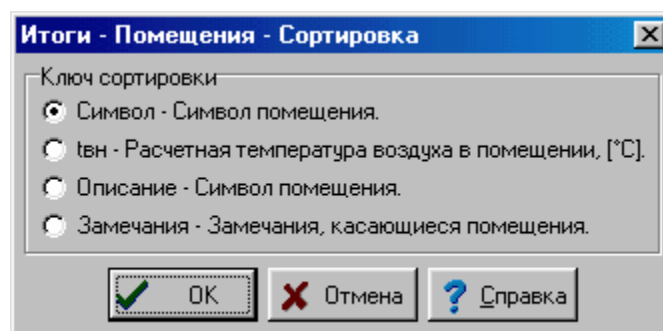 Итоги - Помещения - Сортировка
Ключ сортировки
Символ - Символ помещения.
tвн - Расчетная температура воздуха в помещении, [°C].
Описание - Символ помещения.
Замечания - Замечания, касающиеся помещения.
OK Отмена Справка